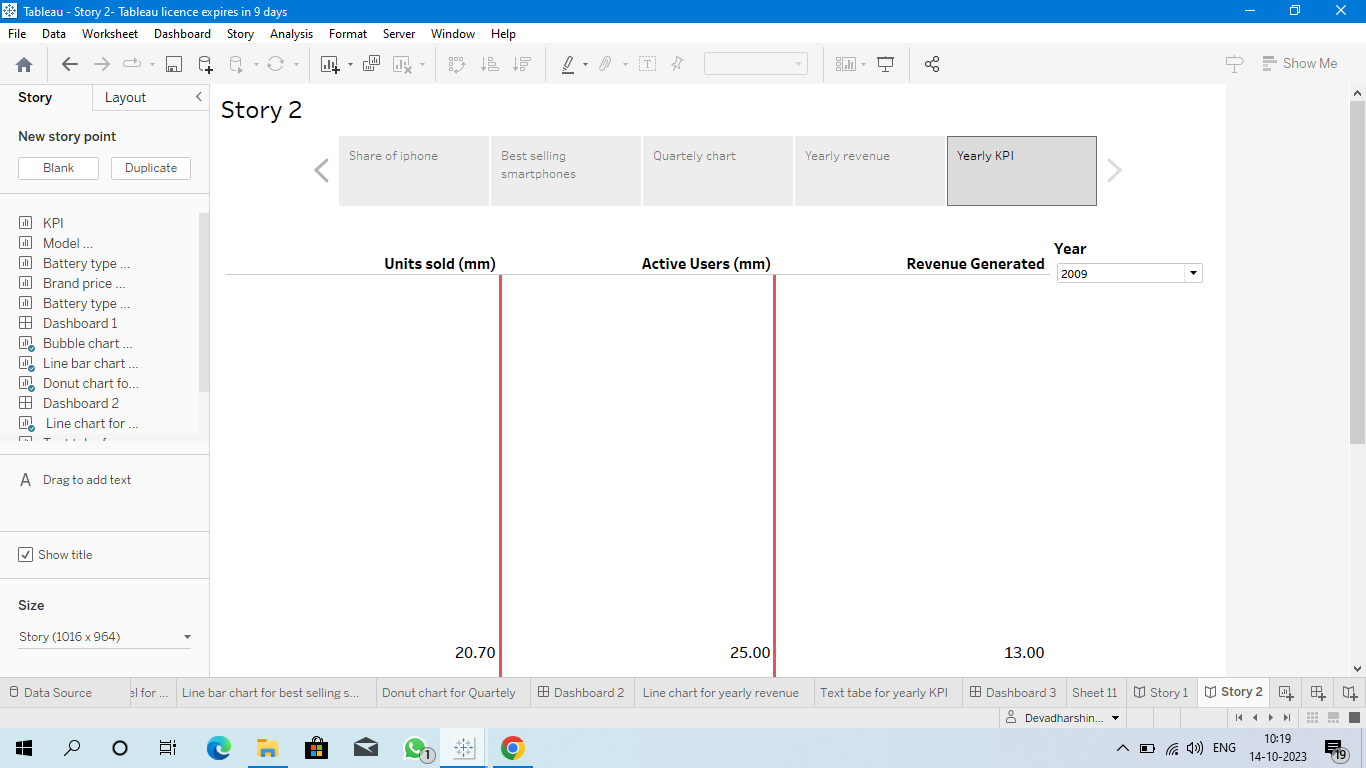 Tableau - Story 2- Tableau licence expires in 9 days
File Data Worksheet Dashboard Story Analysis Format Server Window Help
Show Me
Story Layout
New story point
Blank Duplicate
KPI
Model ...
Battery type ...
Brand price ...
Battery type ...
Dashboard 1
Bubble chart ...
Line bar chart ...
Donut chart fo...
Dashboard 2
Line chart for ...
A Drag to add text
Show title
Size
Story (1016 x 964)
Story 2
Share of iphone
Best selling
smartphones
Quartely chart
Yearly revenue
Yearly KPI
Year
Units sold (mm) Active Users (mm) Revenue Generated
2009
20.70 25.00 13.00
Data Source el for ... Line bar chart for best selling s... Donut chart for Quartely Dashboard 2 Line chart for yearly revenue Text tabe for yearly KPI Dashboard 3 Sheet 11 Story 1 Story 2
Devadharshin...
1
ENG
10:19
14-10-2023
19